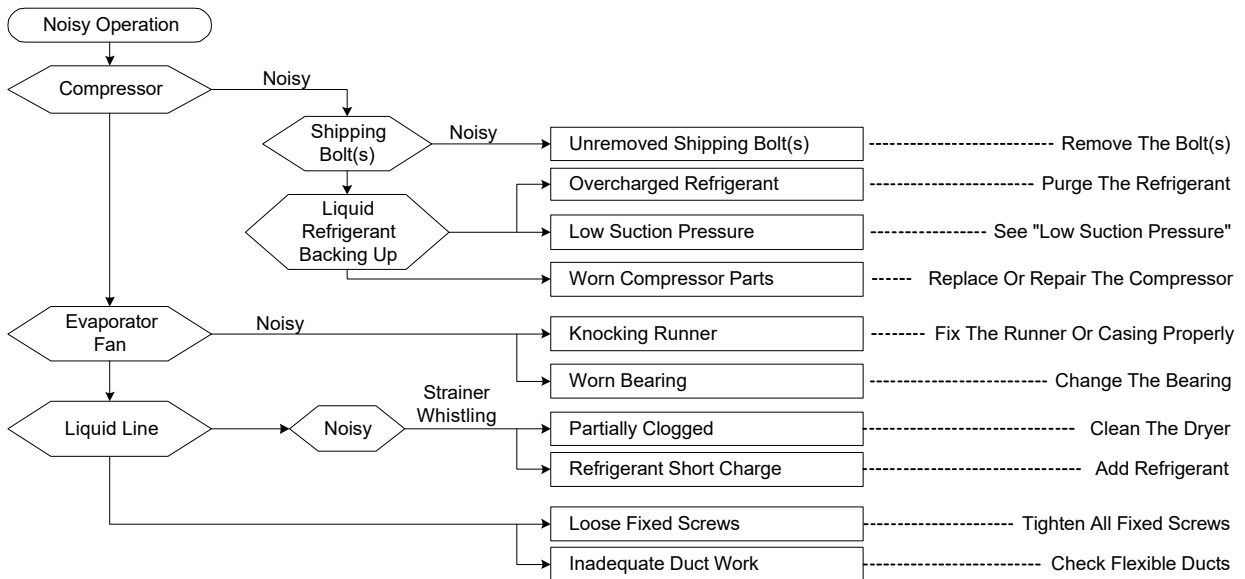 Noisy Operation
Compressor
Noisy
Shipping
Bolt(s)
Noisy
Unremoved Shipping Bolt(s)
Remove The Bolt(s)
Liquid
Refrigerant
Backing Up
Overcharged Refrigerant
Purge The Refrigerant
Low Suction Pressure
See "Low Suction Pressure"
Worn Compressor Parts
Replace Or Repair The Compressor
Evaporator
Fan
Noisy
Knocking Runner
Fix The Runner Or Casing Properly
Worn Bearing
Change The Bearing
Liquid Line
Noisy
Strainer
Whistling
Partially Clogged
Clean The Dryer
Refrigerant Short Charge
Add Refrigerant
Loose Fixed Screws
Tighten All Fixed Screws
Inadequate Duct Work
Check Flexible Ducts